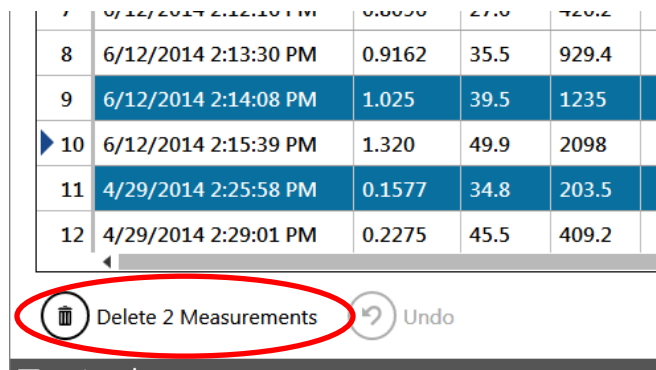 8 6/12/2014 2:13:30 PM 0.9162 35.5 929.4
9 6/12/2014 2:14:08 PM 1.025 39.5 1235
10 6/12/2014 2:15:39 PM 1.320 49.9 2098
11 4/29/2014 2:25:58 PM 0.1577 34.8 203.5
12 4/29/2014 2:29:01 PM 0.2275 45.5 409.2
Delete 2 Measurements Undo